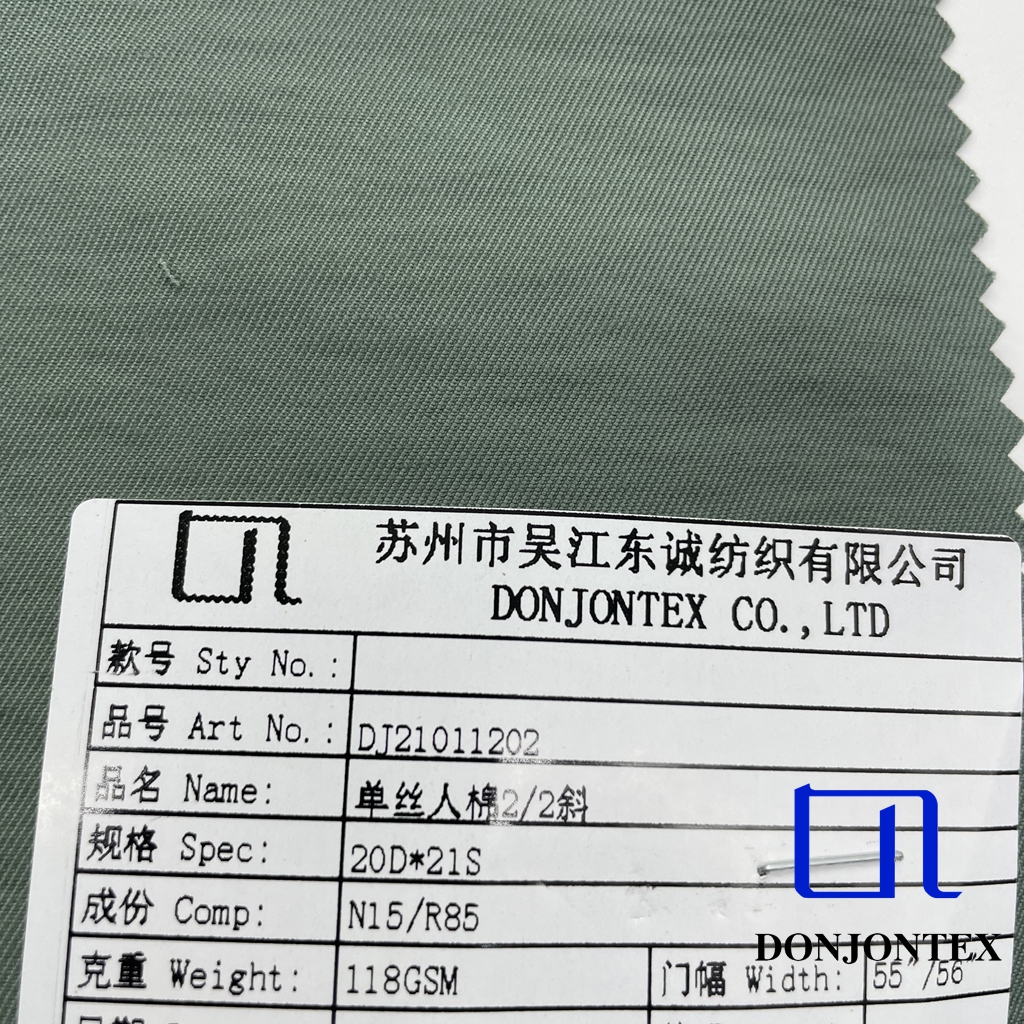 苏州市吴江东诚纺织有限公司
DONJONTEX CO.,LTD
款号 Sty No.:
品号 Art No.: DJ21011202
品名 Name: 单丝人棉2/2斜
规格 Spec: 20D*21S
成份 Comp: N15/R85
克重 Weight: 118GSM 门幅 Width: 55"/56"
DONJONTEX